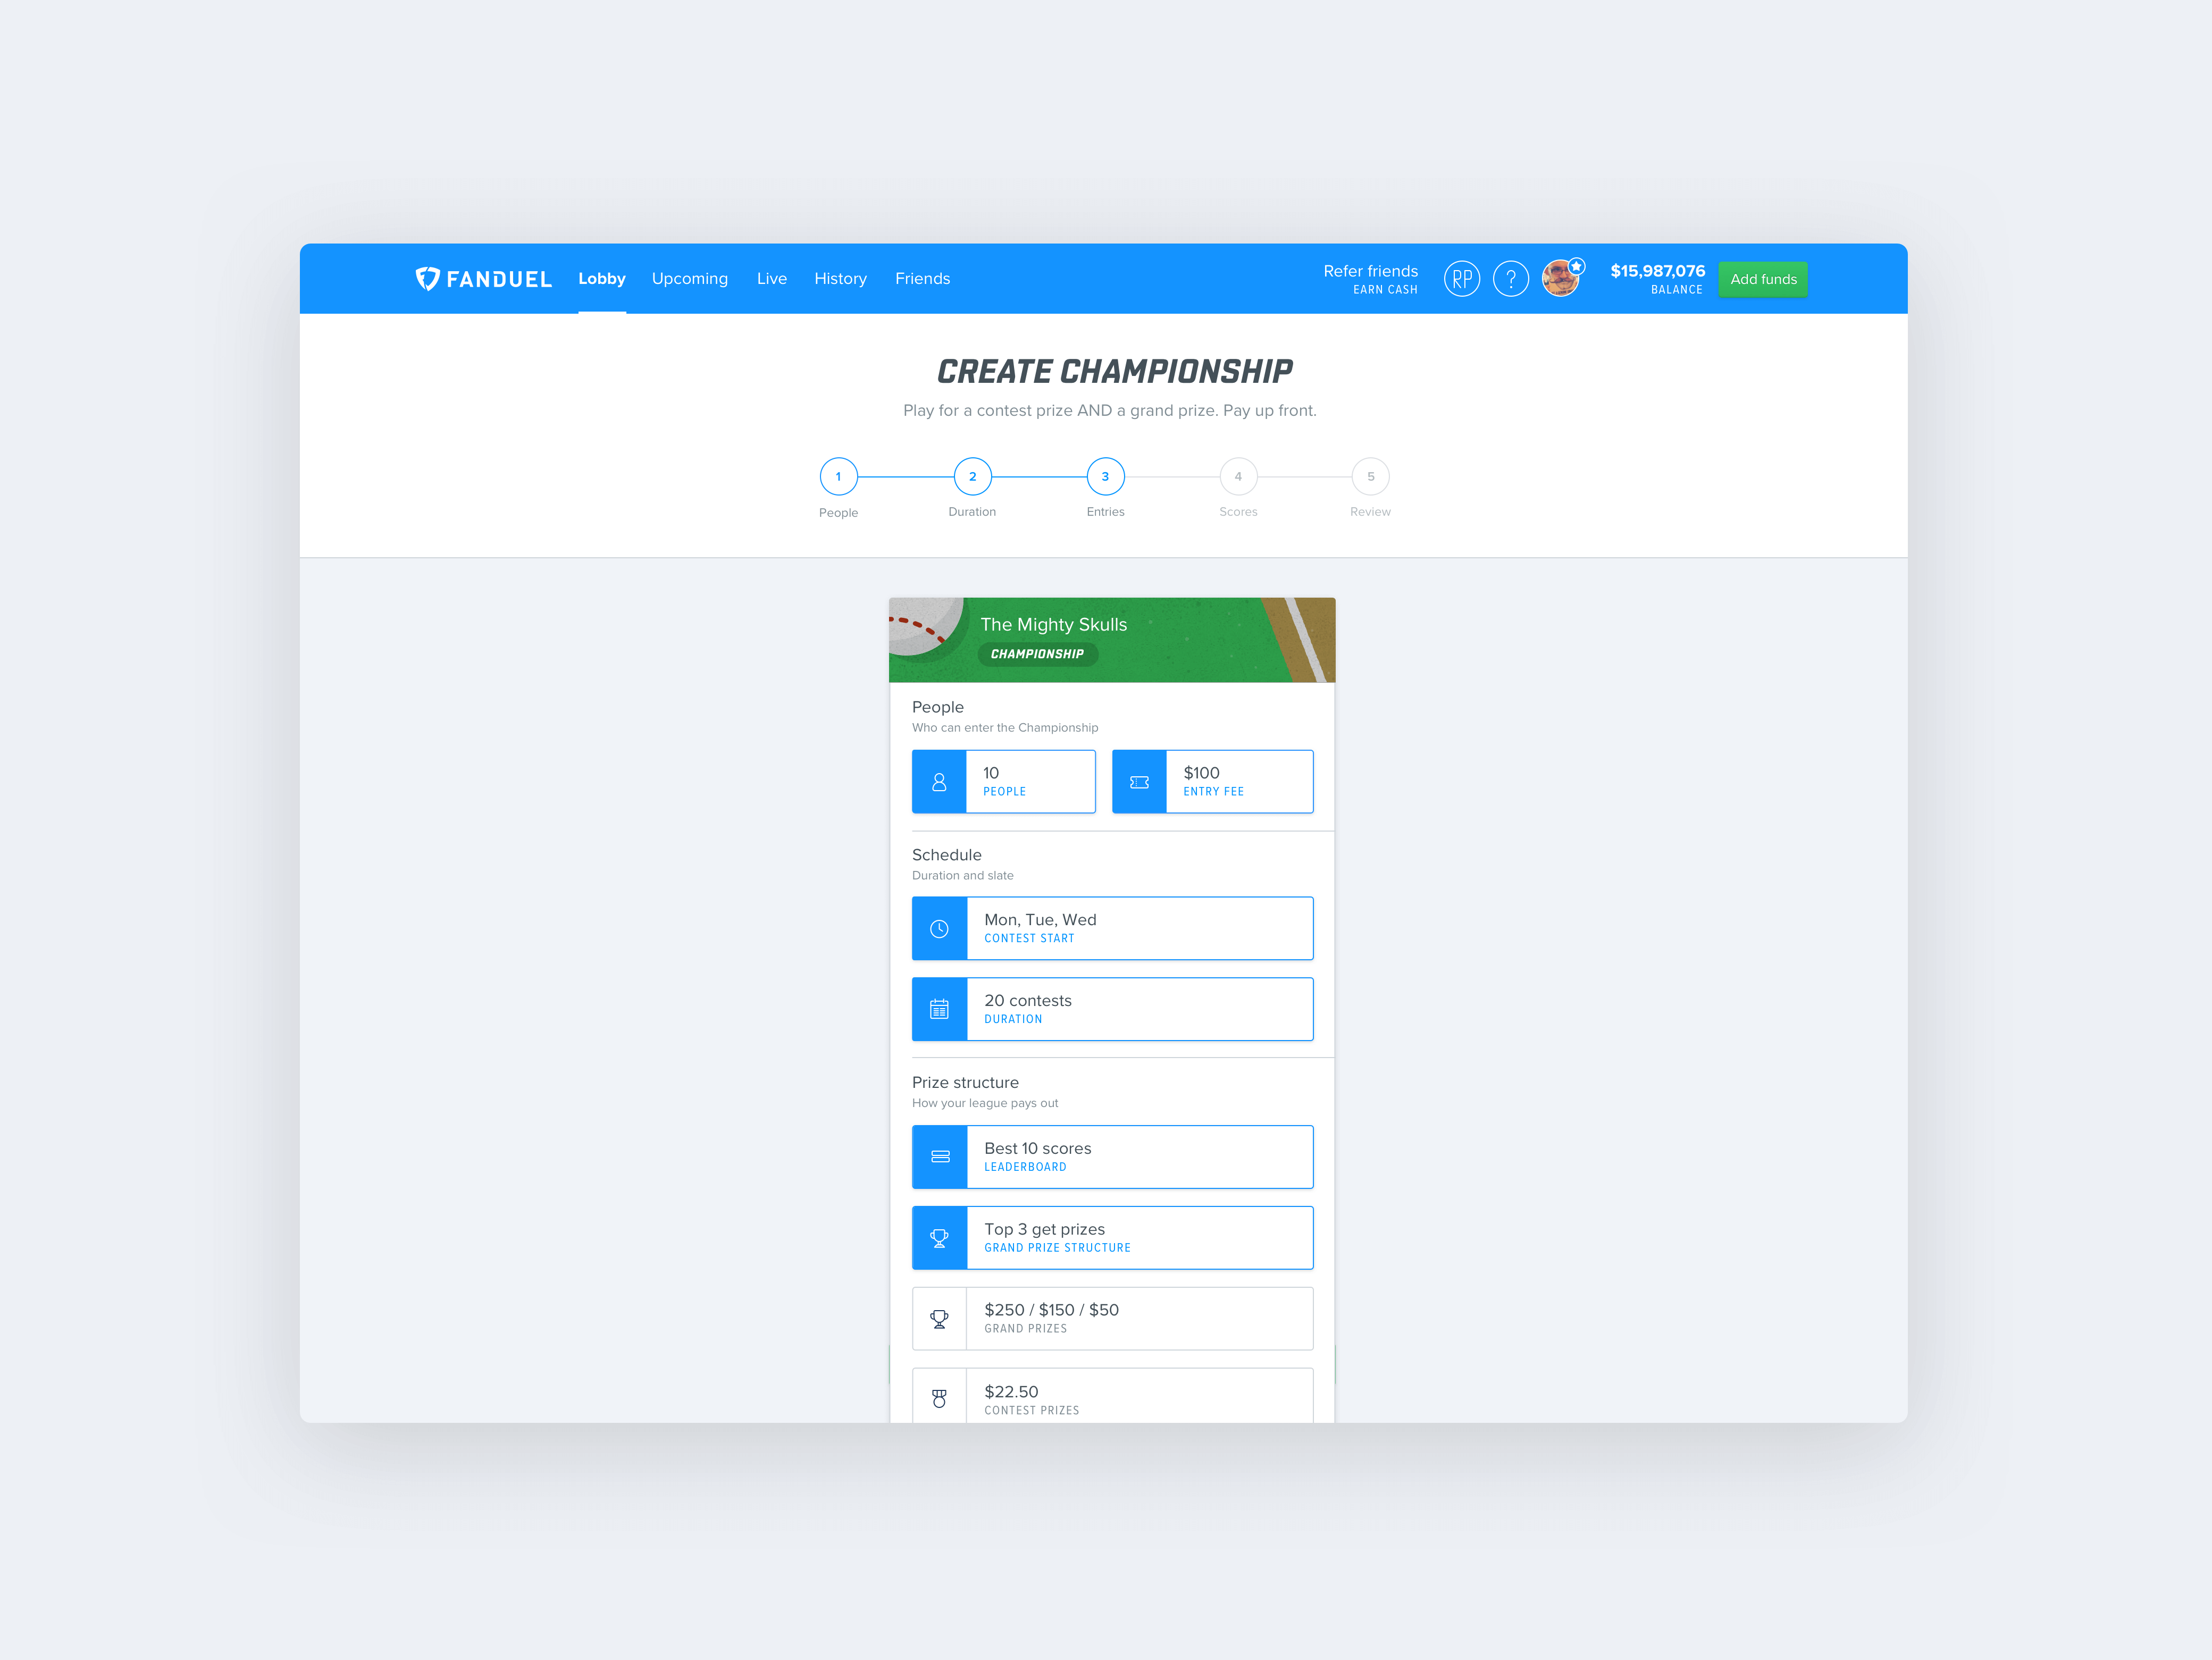 FANDUEL Lobby Upcoming Live History Friends Refer friends RP ? $15,987,076 Add funds
EARN CASH BALANCE
CREATE CHAMPIONSHIP
Play for a contest prize AND a grand prize. Pay up front.
1 2 3 4 5
People Duration Entries Scores Review
The Mighty Skulls
CHAMPIONSHIP
People
Who can enter the Championship
10 $100
PEOPLE ENTRY FEE
Schedule
Duration and slate
Mon, Tue, Wed
CONTEST START
20 contests
DURATION
Prize structure
How your league pays out
Best 10 scores
LEADERBOARD
Top 3 get prizes
GRAND PRIZE STRUCTURE
$250 / $150 / $50
GRAND PRIZES
$22.50
CONTEST PRIZES